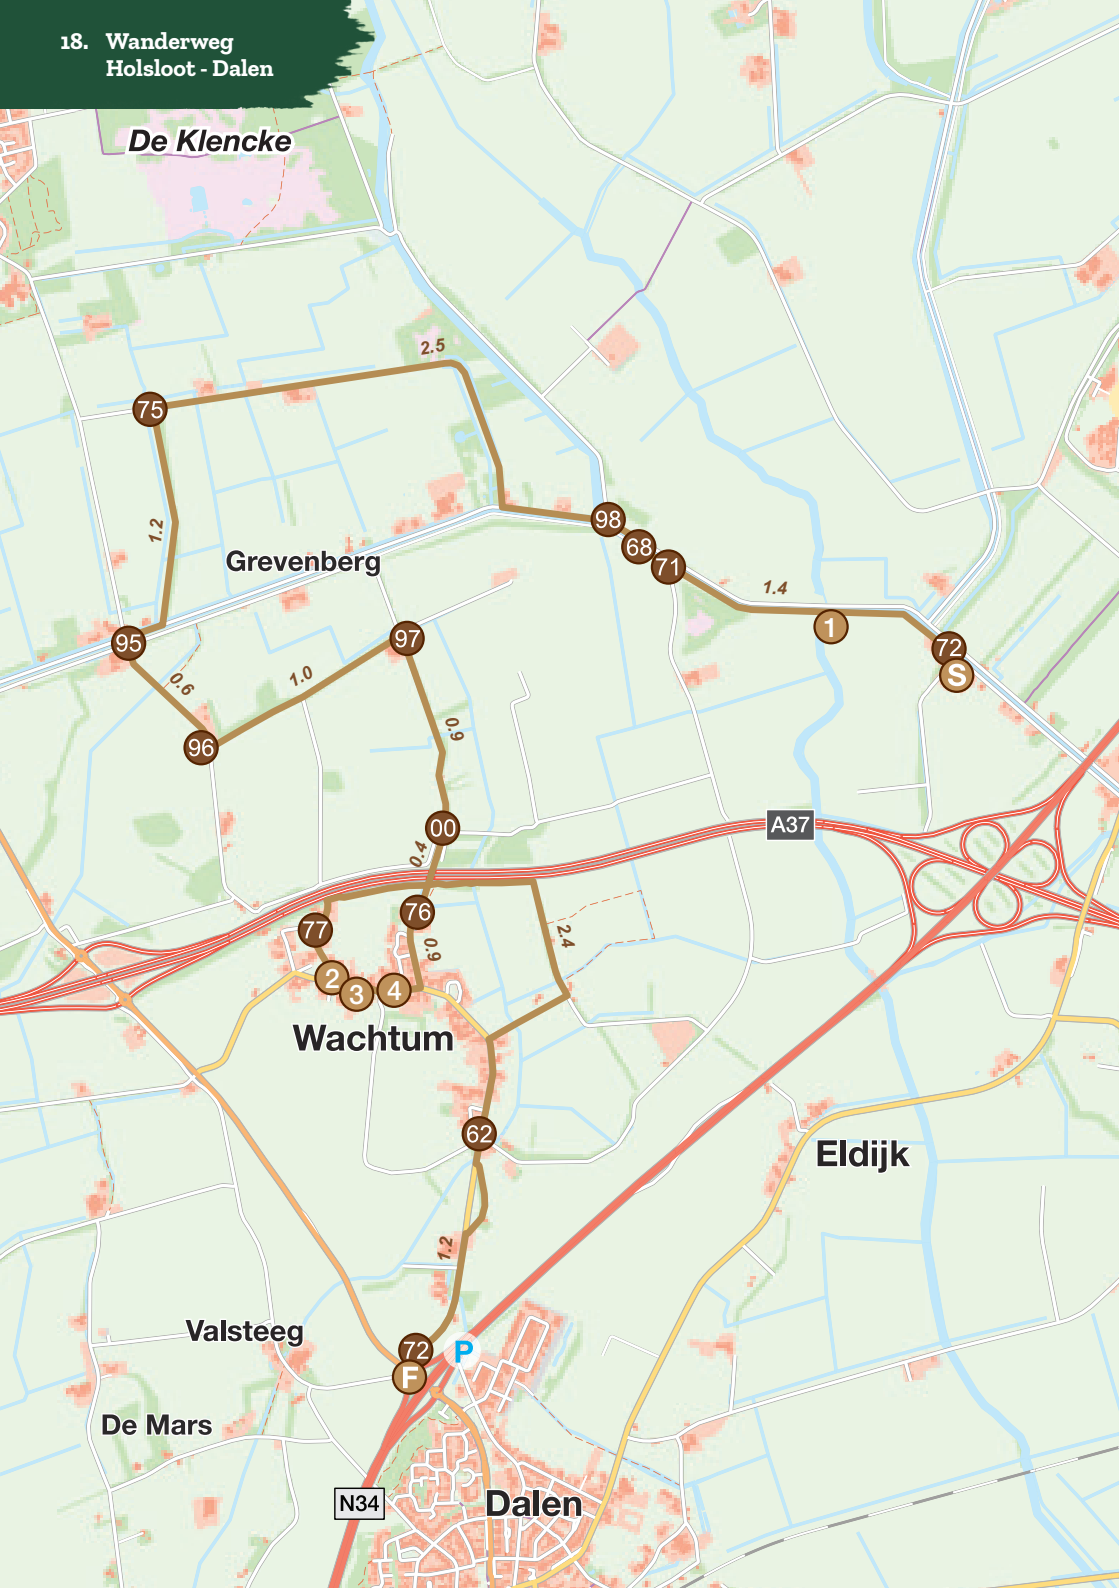 18. Wanderweg
Holsloot - Dalen
De Klencke
2.5
75
1.2
98
68
71
Grevenberg
1.4
1
95
97
72
S
0.6
1.0
96
0.9
00
A37
0.4
76
77
0.9
2.4
2
3
4
Wachtum
62
Eldijk
1.2
Valsteeg
72
P
F
De Mars
N34
Dalen